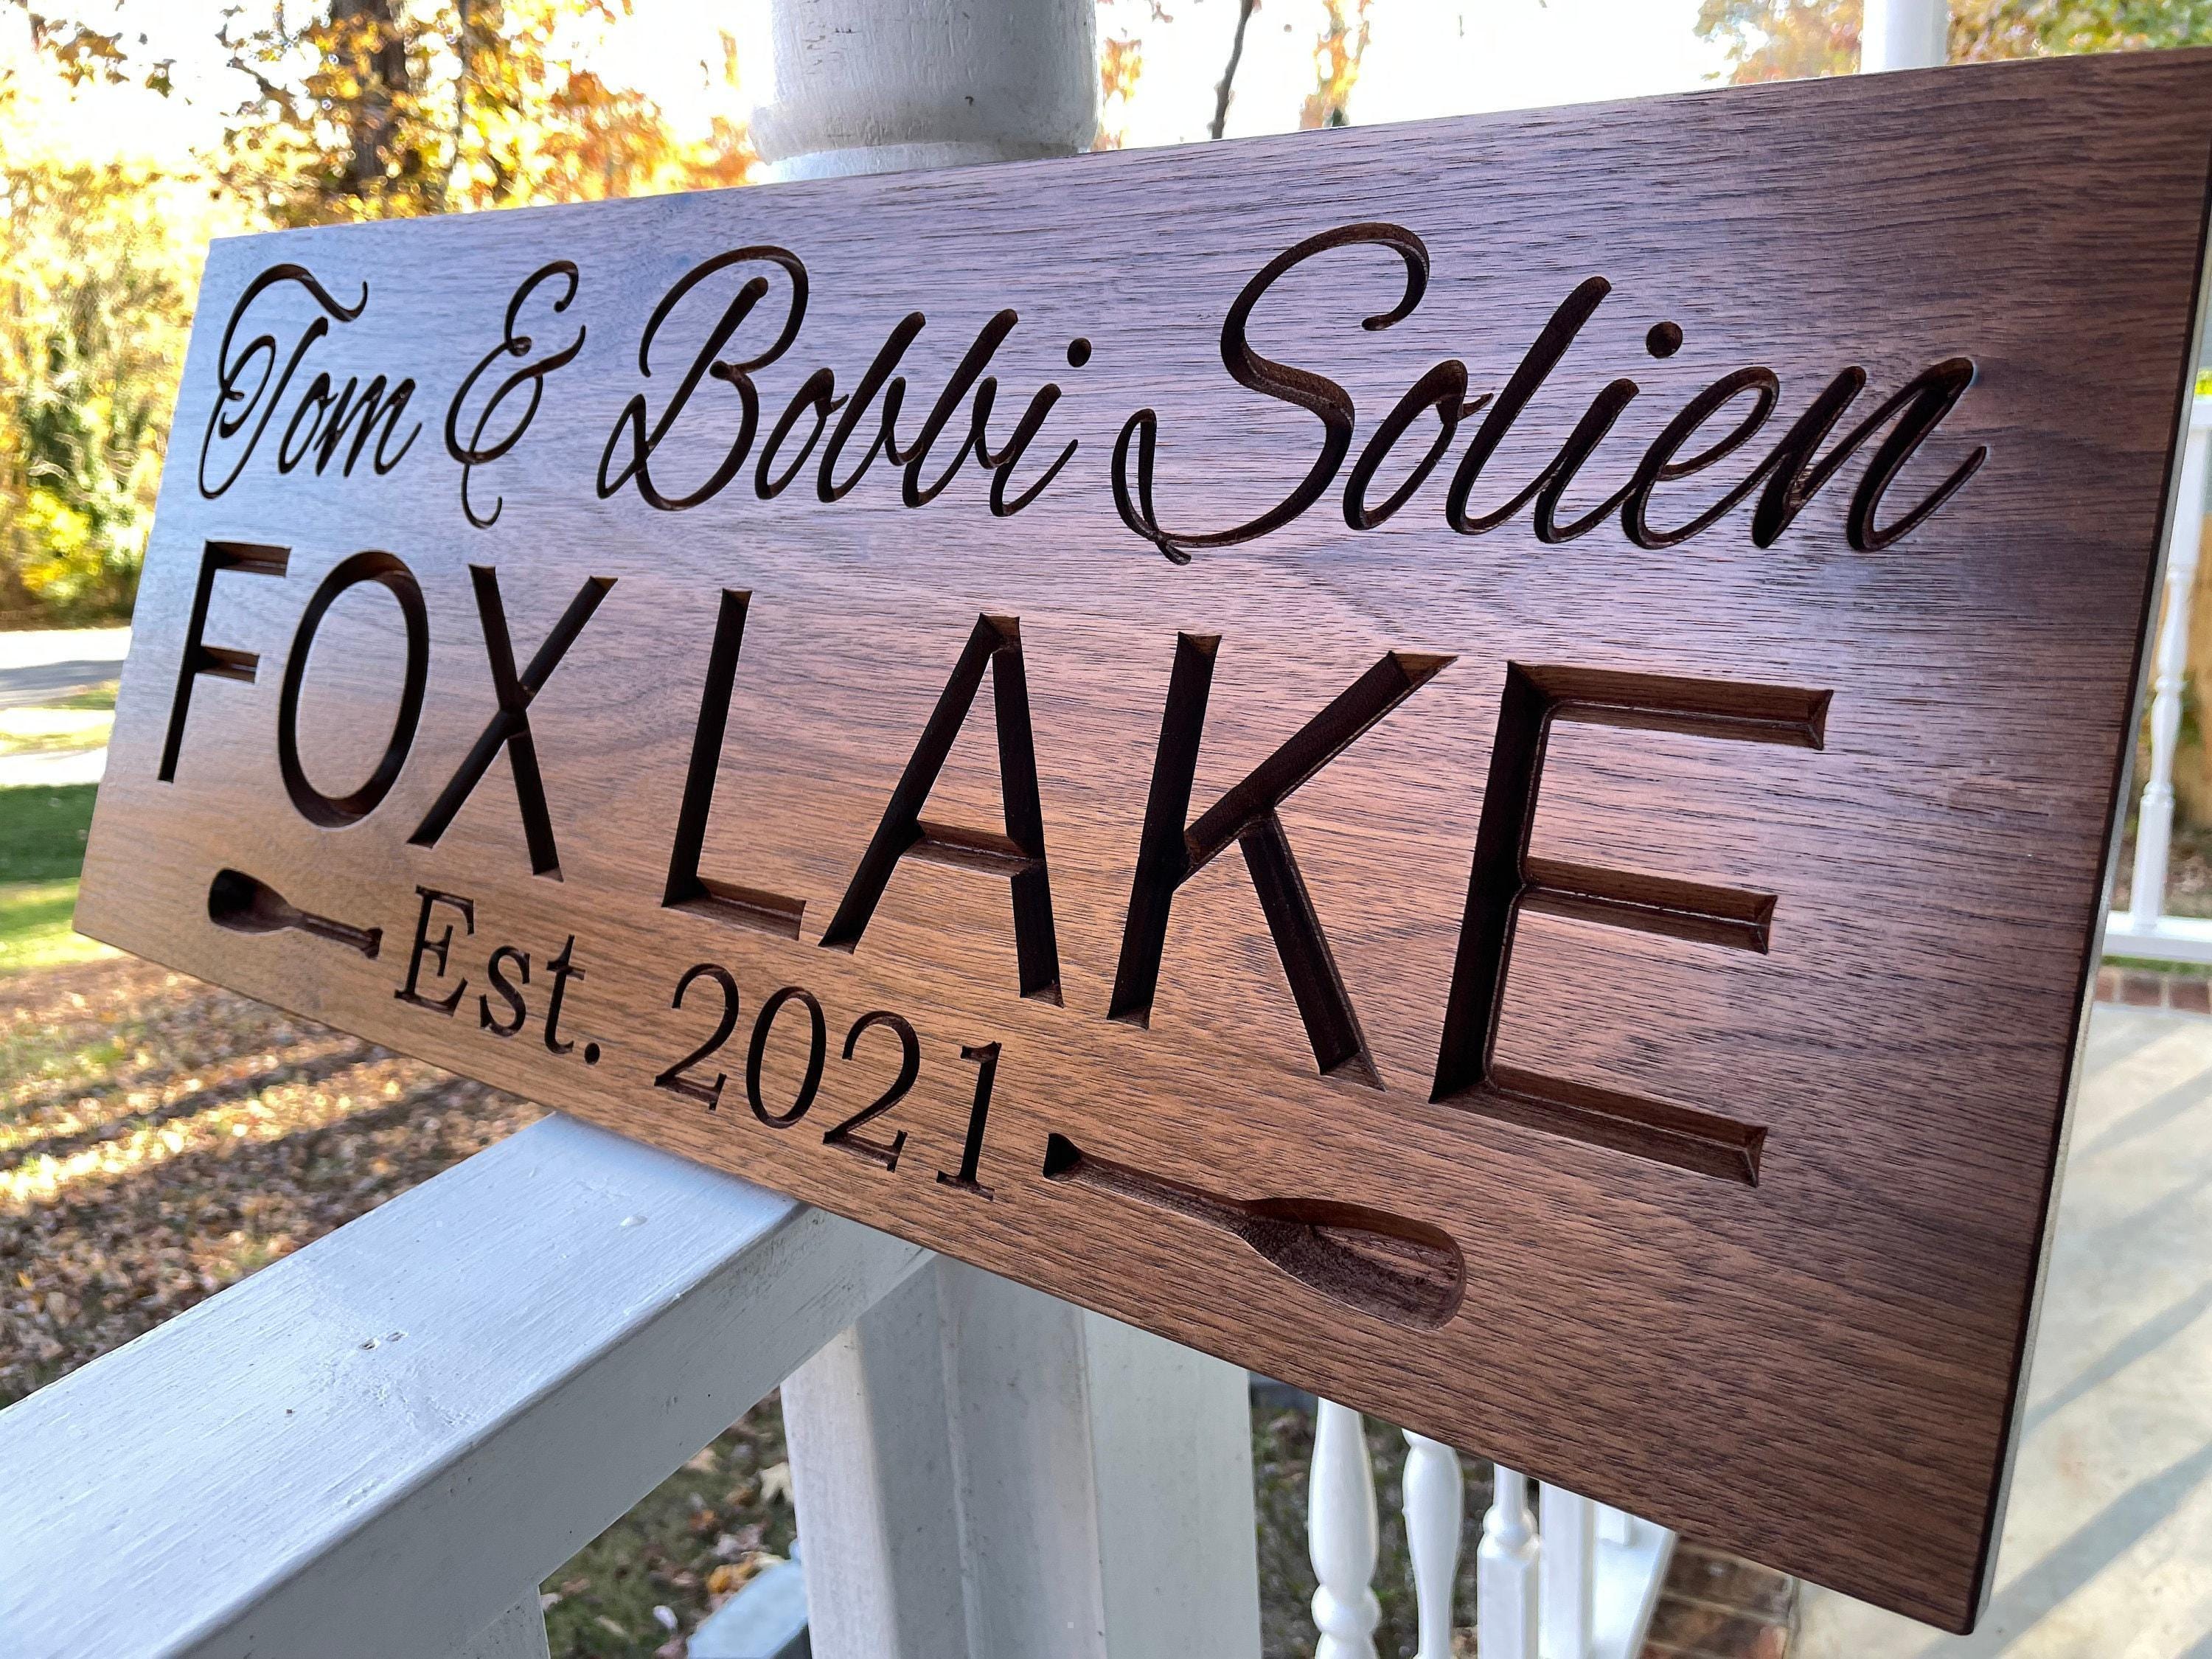 Tom & Bobbi Solien
FOX LAKE
Est. 2021